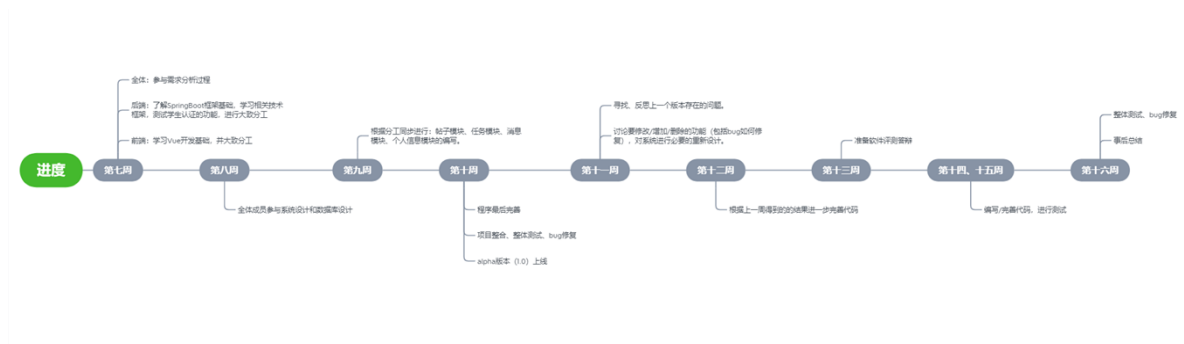 进度
第七周
全体：参与需求分析过程
后端：了解SpringBoot框架基础、学习相关技术
框架、测试学生认证的功能、进行大致分工
前端：学习Vue开发基础、并大致分工
第八周
全体成员参与系统设计和数据库设计
第九周
根据分工同步进行：帖子模块、任务模块、消息
模块、个人信息模块的编写。
第十周
程序最后完善
项目整合、整体测试、bug修复
alpha版本（1.0）上线
第十一周
寻找、反思上一个版本存在的问题。
讨论要修改/增加/删除的功能（包括bug如何修
复），对系统进行必要的重新设计。
第十二周
根据上一周得到的的结果进一步完善代码
第十三周
准备软件评测答辩
第十四、十五周
编写/完善代码、进行测试
第十六周
整体测试、bug修复
事后总结